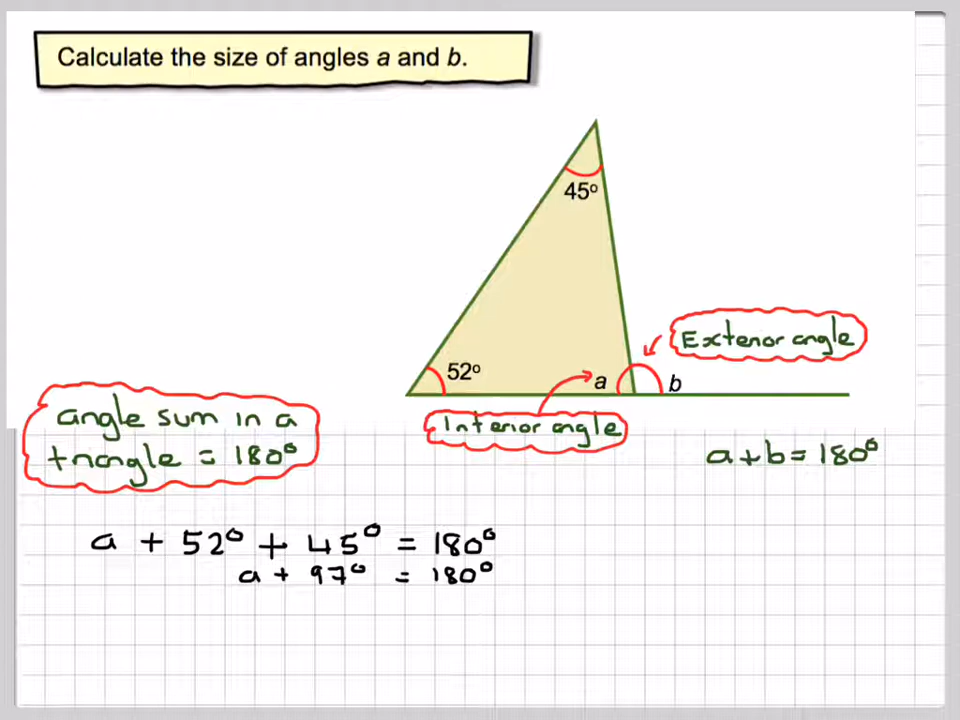 Calculate the size of angles a and b.
45°
Exterior angle
52°
a
b
angle sum in a
triangle = 180°
Interior angle
a + b = 180°
a + 52° + 45° = 180°
a + 97° = 180°